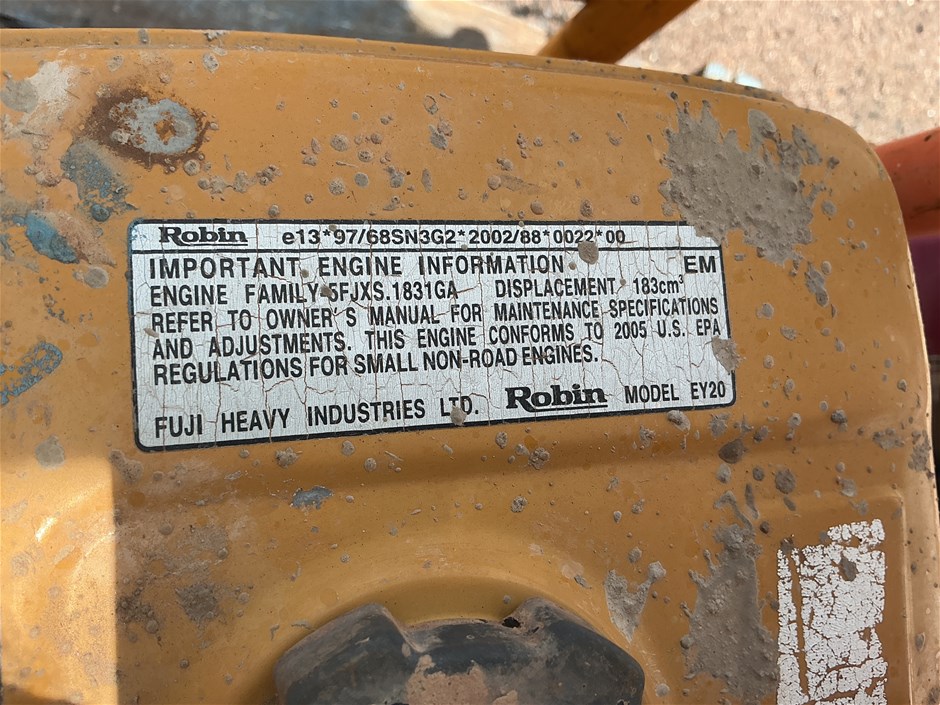 Robin e13*97/68SN3G2*2002/88*0022*00
IMPORTANT ENGINE INFORMATION EM
ENGINE FAMILY 5FJXS.1831GA DISPLACEMENT 183cm³
REFER TO OWNER'S MANUAL FOR MAINTENANCE SPECIFICATIONS
AND ADJUSTMENTS. THIS ENGINE CONFORMS TO 2005 U.S. EPA
REGULATIONS FOR SMALL NON-ROAD ENGINES.
FUJI HEAVY INDUSTRIES LTD. Robin MODEL EY20